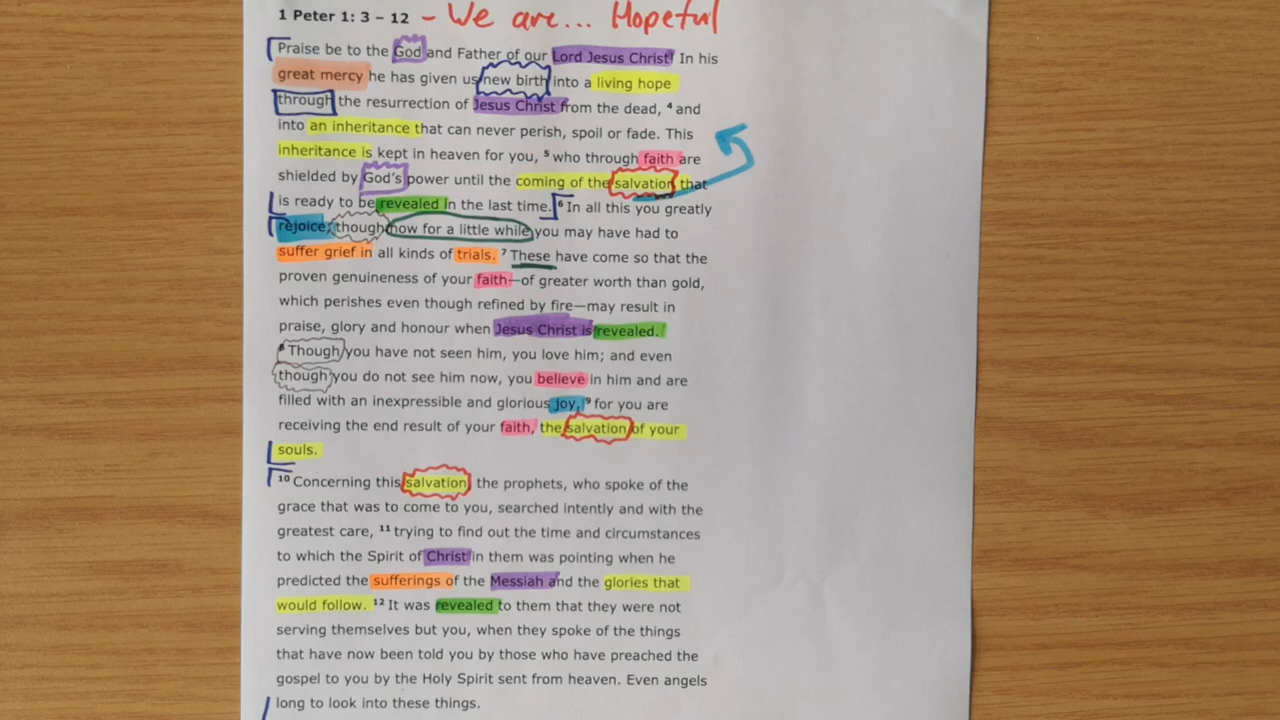 1 Peter 1: 3 – 12 - We are... Hopeful
Praise be to the God and Father of our Lord Jesus Christ! In his
great mercy he has given us new birth into a living hope
through the resurrection of Jesus Christ from the dead, ⁴ and
into an inheritance that can never perish, spoil or fade. This
inheritance is kept in heaven for you, ⁵ who through faith are
shielded by God's power until the coming of the salvation that
is ready to be revealed in the last time. ⁶ In all this you greatly
rejoice, though now for a little while you may have had to
suffer grief in all kinds of trials. ⁷ These have come so that the
proven genuineness of your faith—of greater worth than gold,
which perishes even though refined by fire—may result in
praise, glory and honour when Jesus Christ is revealed.
⁸ Though you have not seen him, you love him; and even
though you do not see him now, you believe in him and are
filled with an inexpressible and glorious joy, ⁹ for you are
receiving the end result of your faith, the salvation of your
souls.
¹⁰ Concerning this salvation, the prophets, who spoke of the
grace that was to come to you, searched intently and with the
greatest care, ¹¹ trying to find out the time and circumstances
to which the Spirit of Christ in them was pointing when he
predicted the sufferings of the Messiah and the glories that
would follow. ¹² It was revealed to them that they were not
serving themselves but you, when they spoke of the things
that have now been told you by those who have preached the
gospel to you by the Holy Spirit sent from heaven. Even angels
long to look into these things.